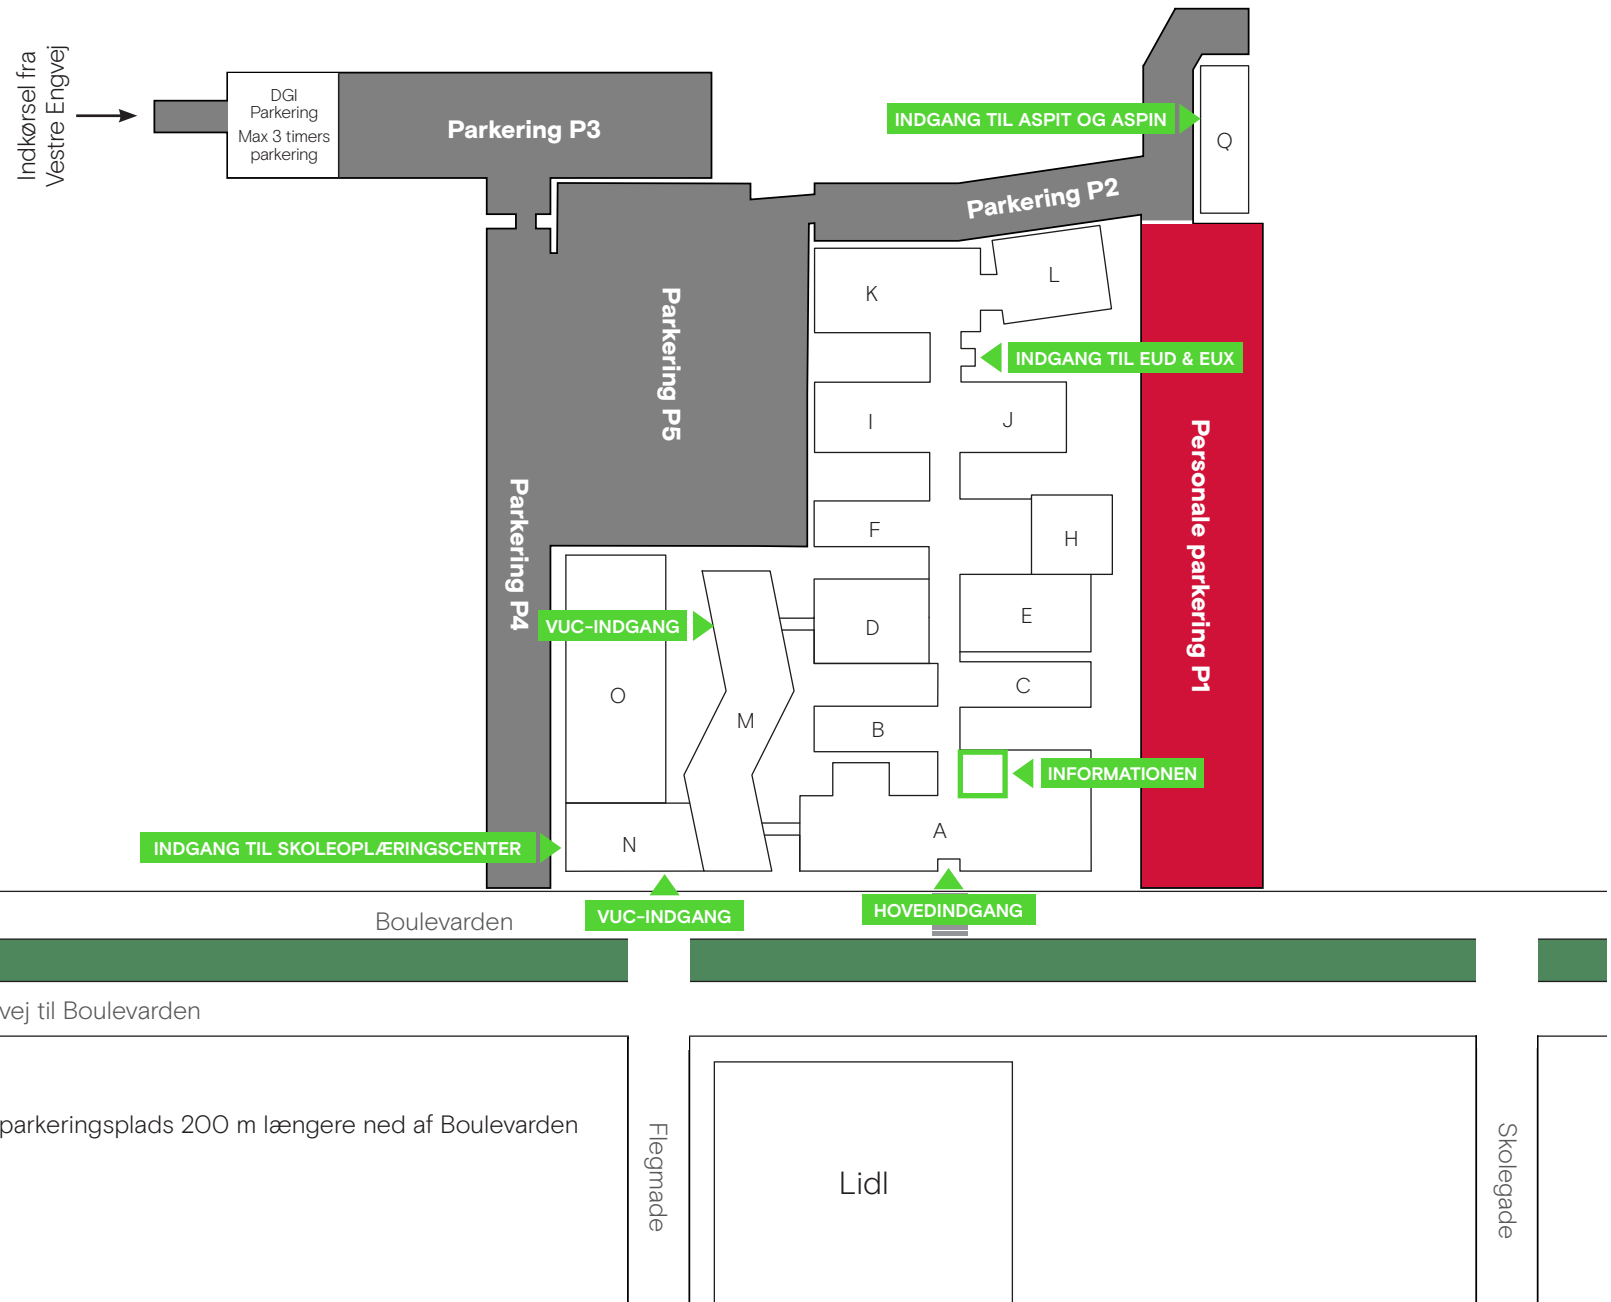 Indkørsel fra
Vestre Engvej
DGI
Parkering
Max 3 timers
parkering
Parkering P3
INDGANG TIL ASPIT OG ASPIN
Q
Parkering P2
L
K
Parkering P5
INDGANG TIL EUD & EUX
I
J
Personale parkering P1
Parkering P4
F
H
VUC-INDGANG
D
E
O
C
M
B
INFORMATIONEN
A
N
INDGANG TIL SKOLEOPLÆRINGSCENTER
VUC-INDGANG
HOVEDINDGANG
Boulevarden
vej til Boulevarden
parkeringsplads 200 m længere ned af Boulevarden
Flegmade
Lidl
Skolegade